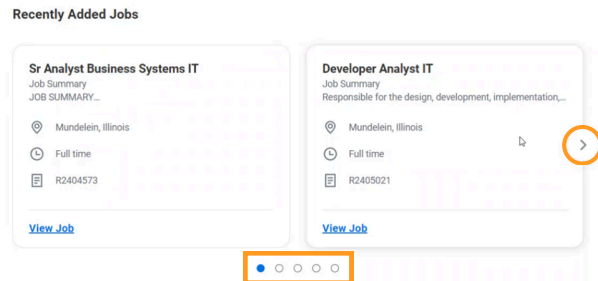 Recently Added Jobs
Sr Analyst Business Systems IT
Job Summary
JOB SUMMARY...
Mundelein, Illinois
Full time
R2404573
View Job
Developer Analyst IT
Job Summary
Responsible for the design, development, implementation,...
Mundelein, Illinois
Full time
R2405021
View Job